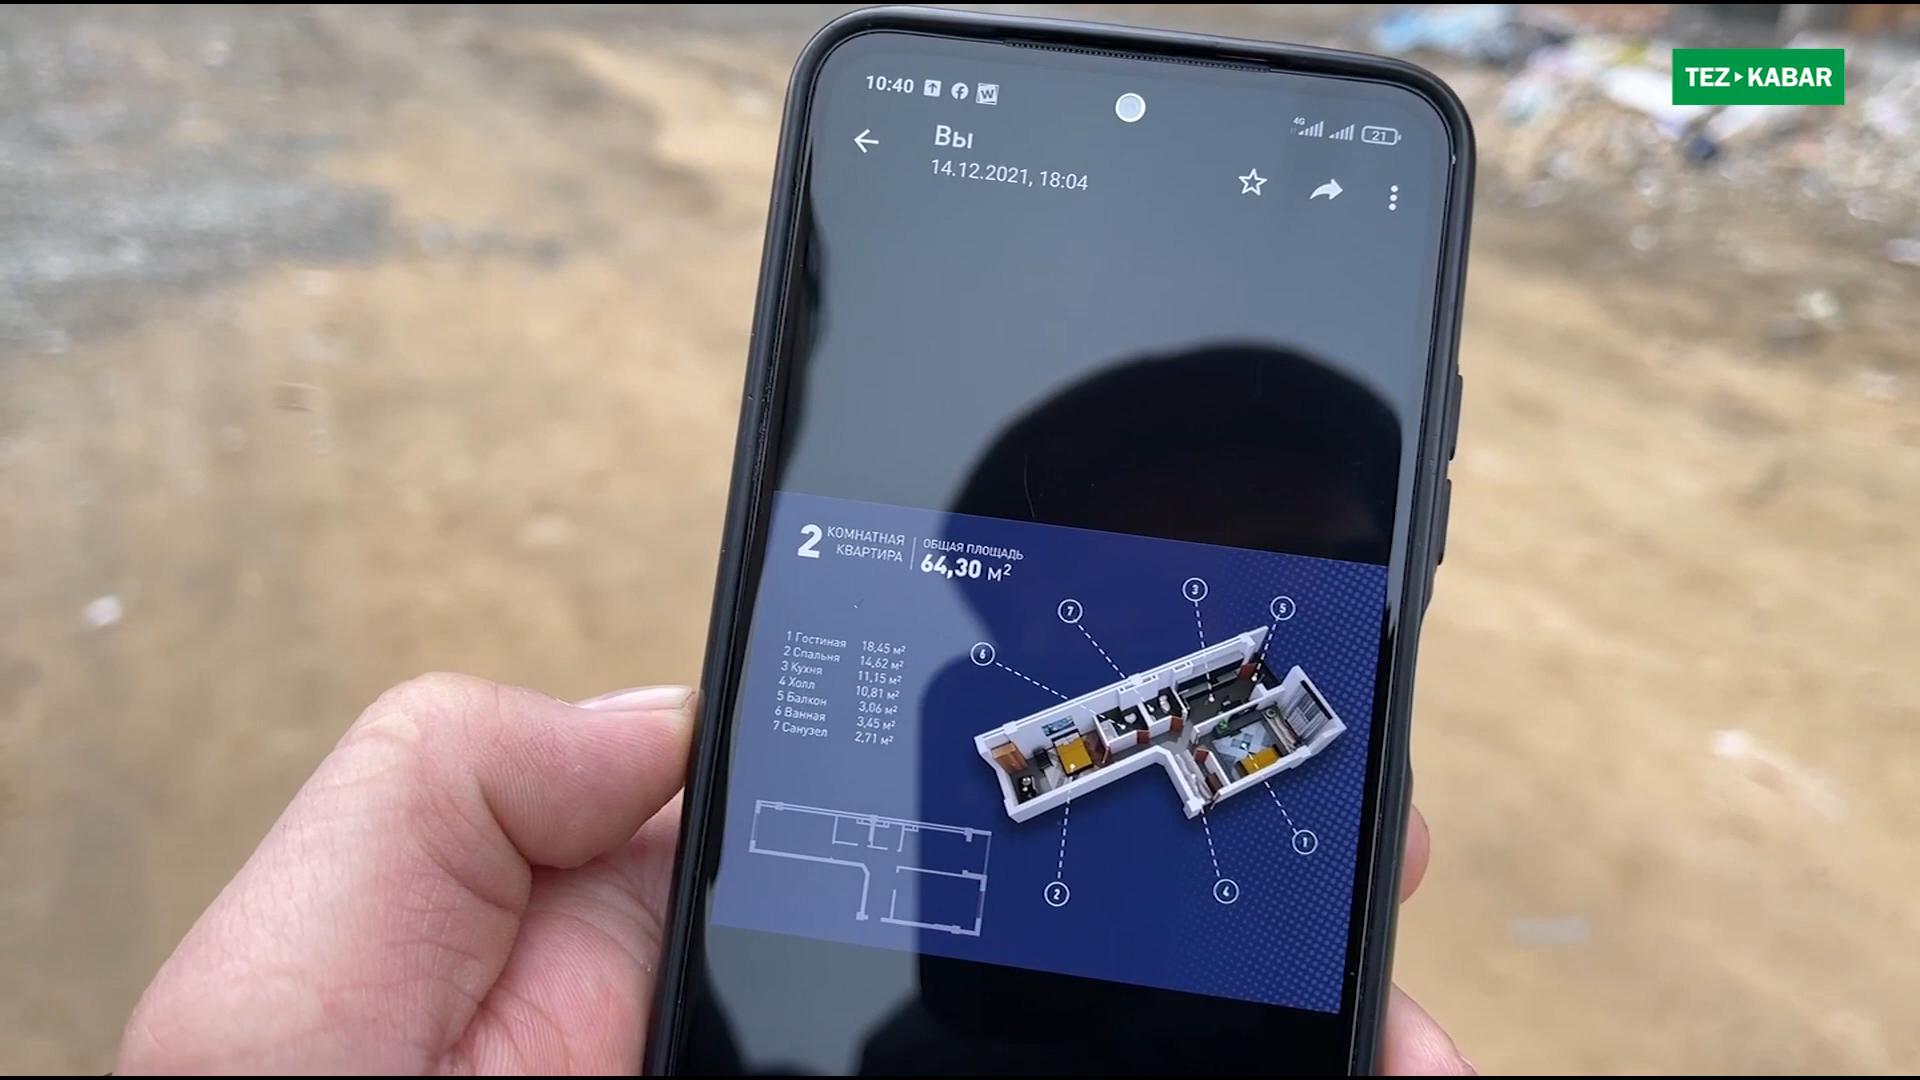 TEZ KABAR
10:40
4G
21
Вы
14.12.2021, 18:04
2 КОМНАТНАЯ КВАРТИРА
ОБЩАЯ ПЛОЩАДЬ
64,30 м²
1 Гостиная 18,45 м²
2 Спальня 14,62 м²
3 Кухня 11,15 м²
4 Холл 10,81 м²
5 Балкон 3,06 м²
6 Ванная 3,45 м²
7 Санузел 2,71 м²
3
7
5
6
1
2
4